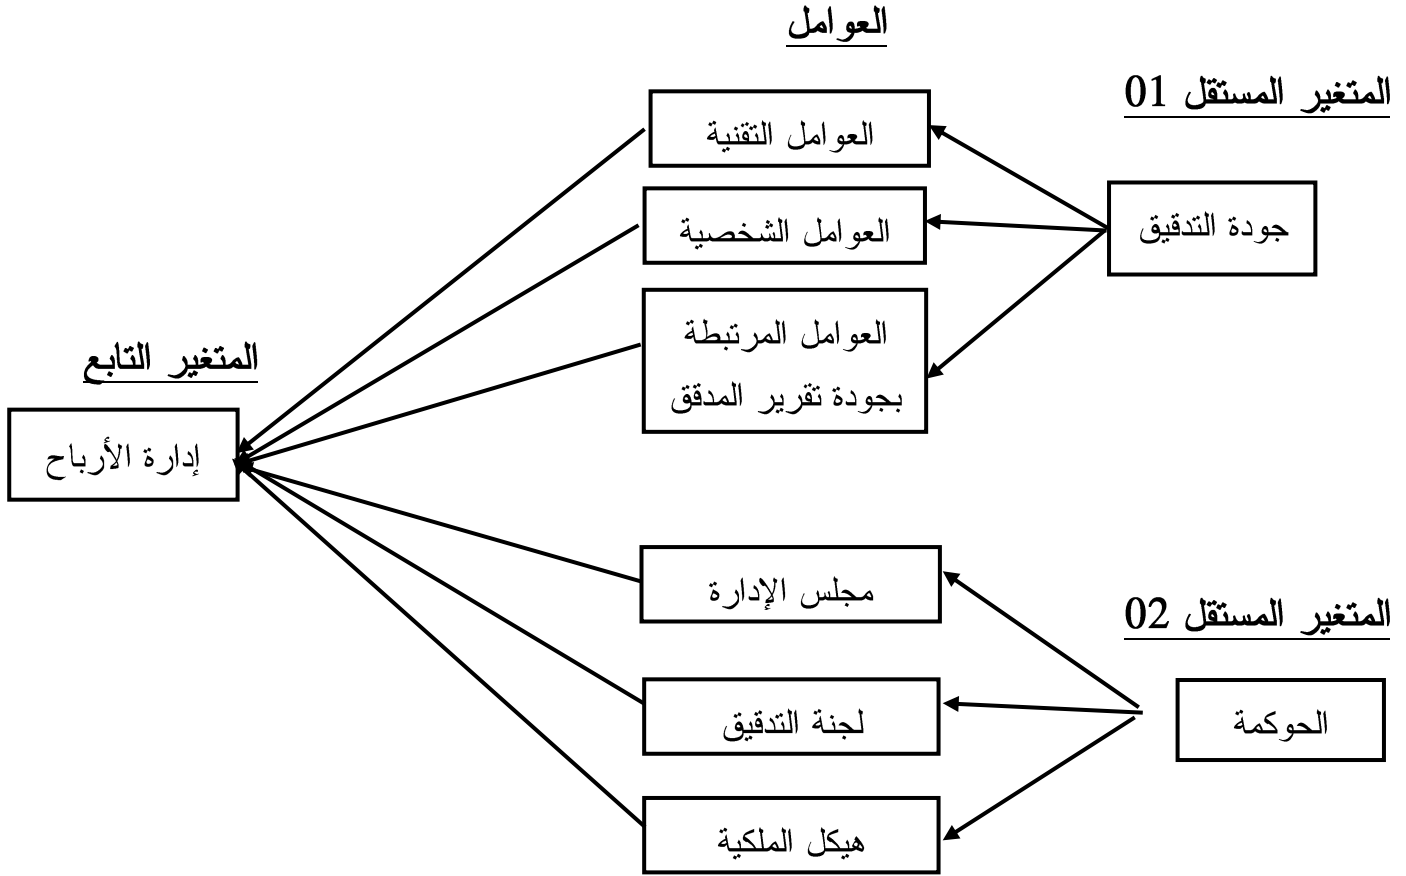 العوامل
المتغير المستقل 01
العوامل التقنية
العوامل الشخصية
جودة التدقيق
العوامل المرتبطة
بجودة تقرير المدقق
المتغير التابع
إدارة الأرباح
مجلس الإدارة
المتغير المستقل 02
لجنة التدقيق
الحوكمة
هيكل الملكية